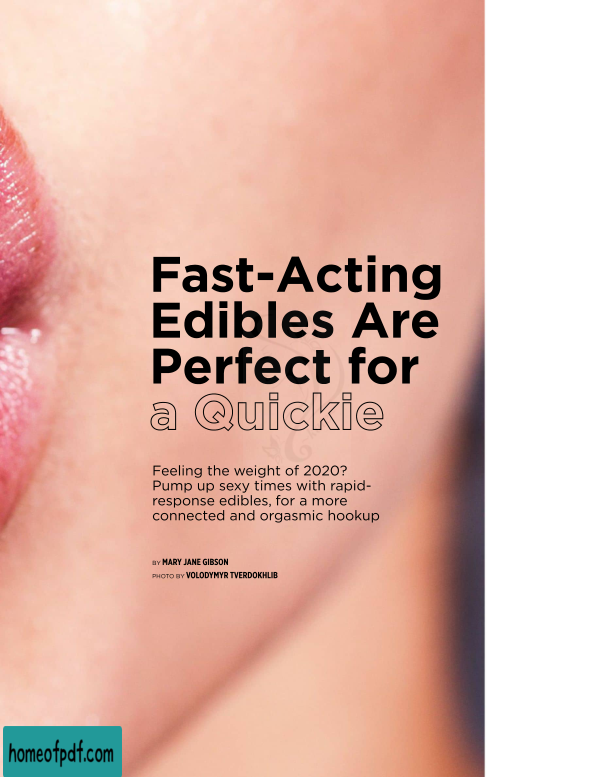 Fast-Acting
Edibles Are
Perfect for
a Quickie
Feeling the weight of 2020?
Pump up sexy times with rapid-
response edibles, for a more
connected and orgasmic hookup
BY MARY JANE GIBSON
PHOTO BY VOLODYMYR TVERDOKHLIB
homeofpdf.com